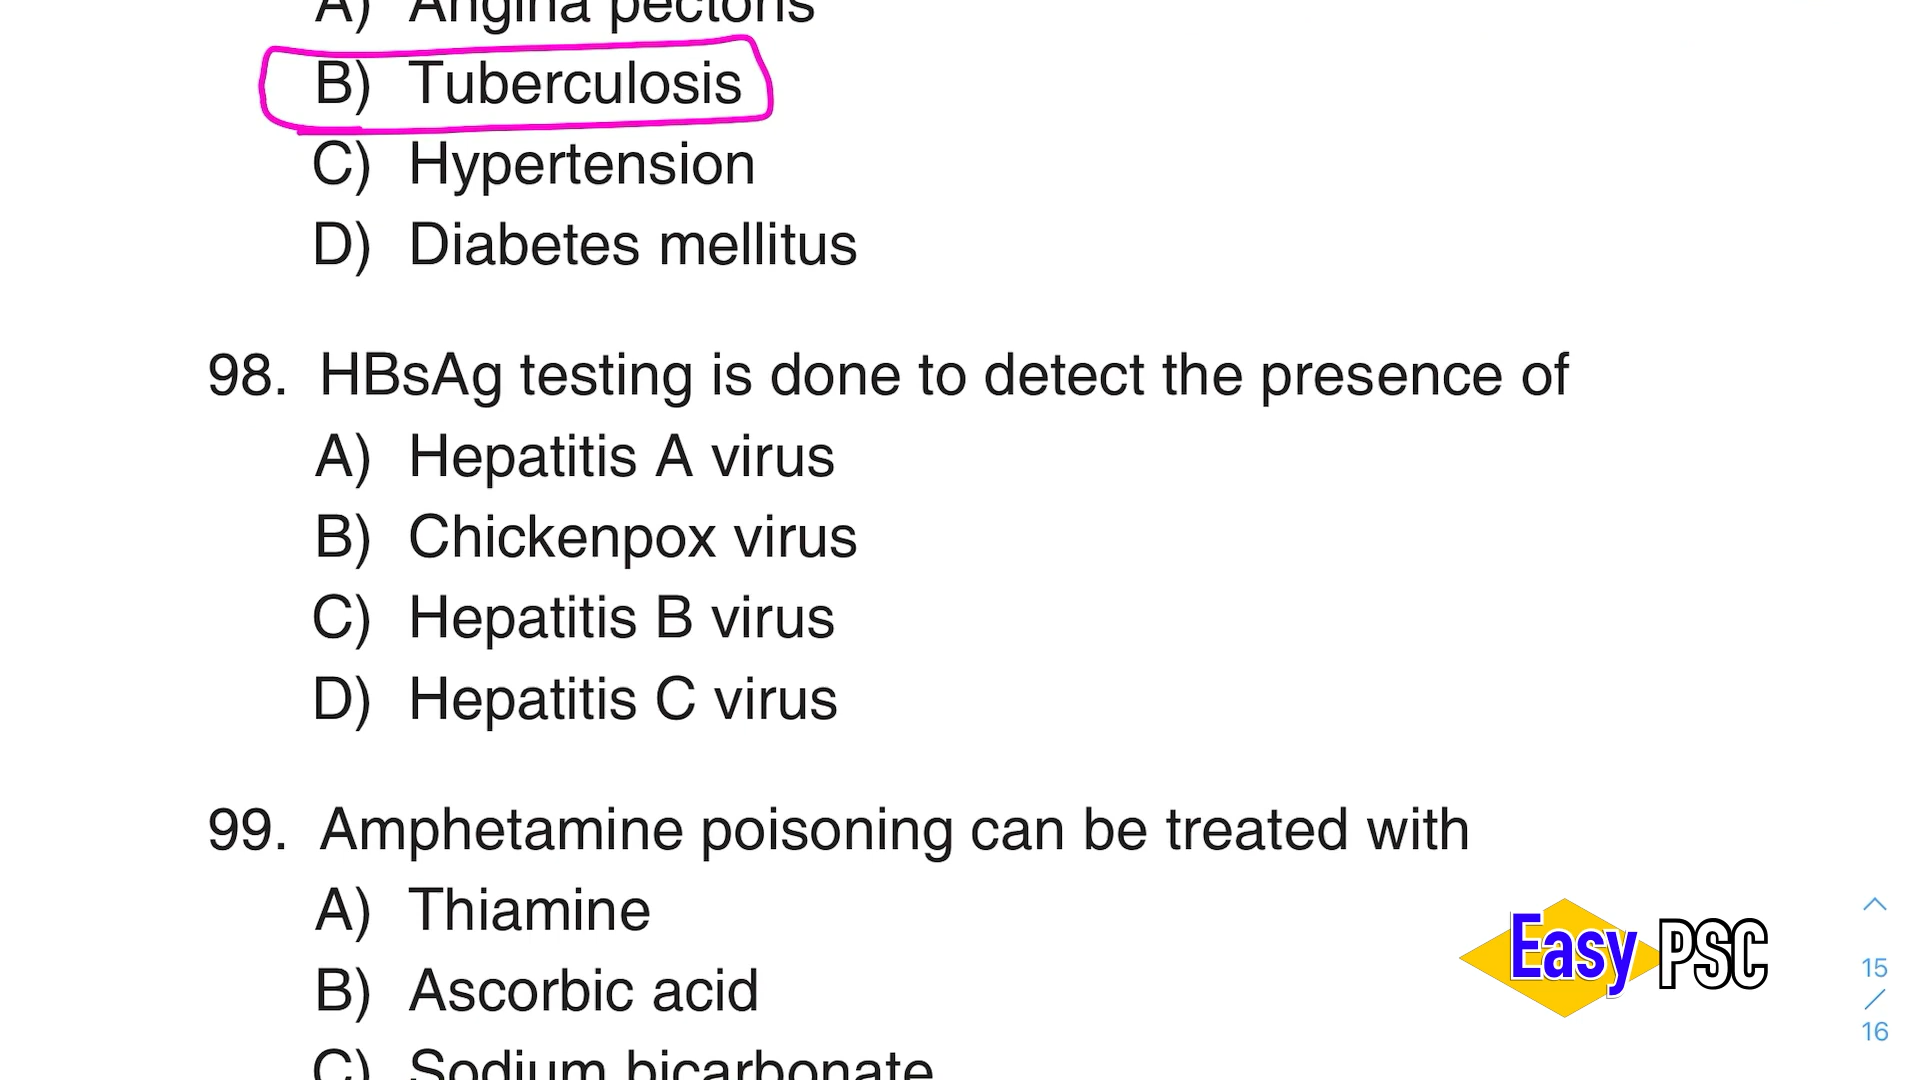 A) Angina pectoris
B) Tuberculosis
C) Hypertension
D) Diabetes mellitus
98. HBsAg testing is done to detect the presence of
A) Hepatitis A virus
B) Chickenpox virus
C) Hepatitis B virus
D) Hepatitis C virus
99. Amphetamine poisoning can be treated with
A) Thiamine
B) Ascorbic acid
C) Sodium bicarbonate
Easy PSC
15
/
16